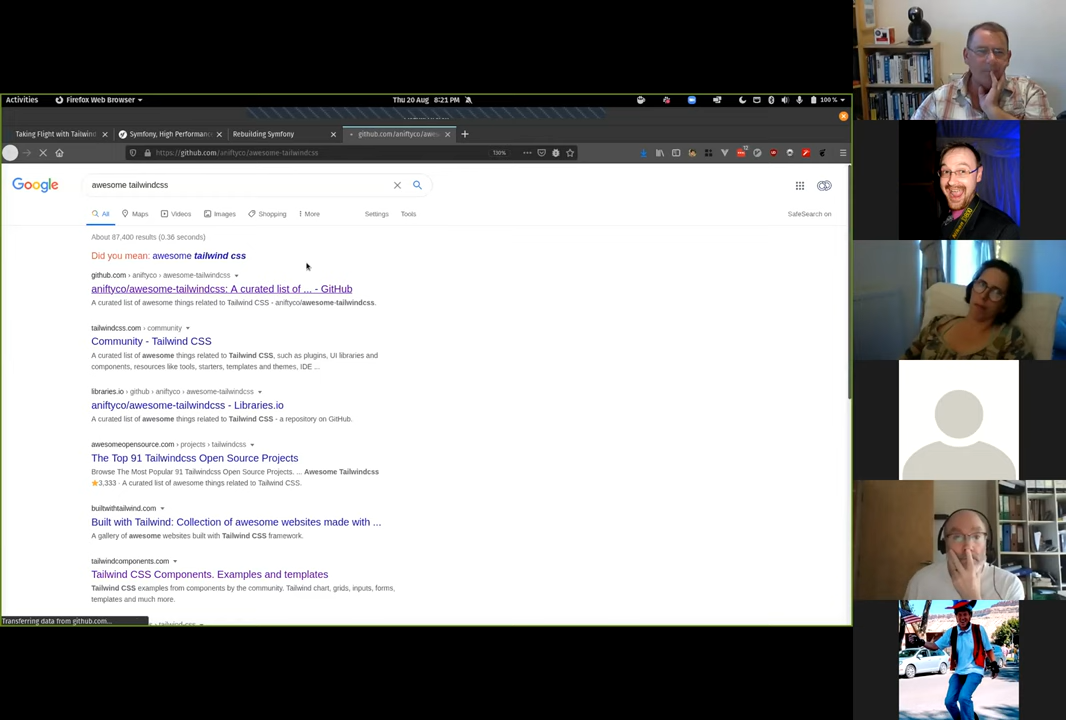 Activities
Firefox Web Browser
Thu 20 Aug 8:21 PM
100 %
Taking Flight with Tailwind
Symfony, High Performanc
Rebuilding Symfony
github.com/aniftyco/awes
https://github.com/aniftyco/awesome-tailwindcss
130%
12
Google
awesome tailwindcss
All
Maps
Videos
Images
Shopping
More
Settings
Tools
SafeSearch on
About 87,400 results (0.36 seconds)
Did you mean: awesome tailwind css
github.com › aniftyco › awesome-tailwindcss
aniftyco/awesome-tailwindcss: A curated list of ... - GitHub
A curated list of awesome things related to Tailwind CSS - aniftyco/awesome-tailwindcss.
tailwindcss.com › community
Community - Tailwind CSS
A curated list of awesome things related to Tailwind CSS, such as plugins, UI libraries and
components, resources like tools, starters, templates and themes, IDE ...
libraries.io › github › aniftyco › awesome-tailwindcss
aniftyco/awesome-tailwindcss - Libraries.io
A curated list of awesome things related to Tailwind CSS - a repository on GitHub.
awesomeopensource.com › projects › tailwindcss
The Top 91 Tailwindcss Open Source Projects
Browse The Most Popular 91 Tailwindcss Open Source Projects. ... Awesome Tailwindcss
★3,333 · A curated list of awesome things related to Tailwind CSS.
builtwithtailwind.com
Built with Tailwind: Collection of awesome websites made with ...
A gallery of awesome websites built with Tailwind CSS framework.
tailwindcomponents.com
Tailwind CSS Components. Examples and templates
Tailwind CSS examples from components by the community. Tailwind chart, grids, inputs, forms,
templates and much more.
Transferring data from github.com...